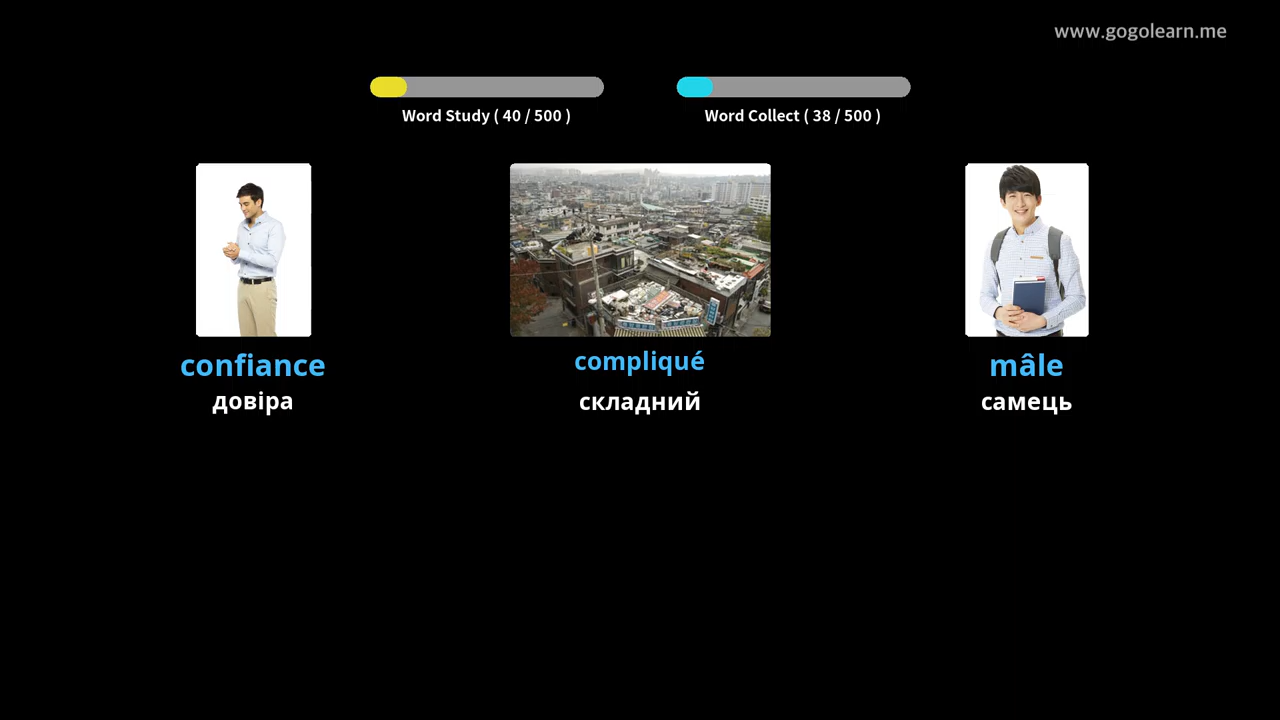 www.gogolearn.me
Word Study ( 40 / 500 )
Word Collect ( 38 / 500 )
confiance
довіра
compliqué
складний
mâle
самець